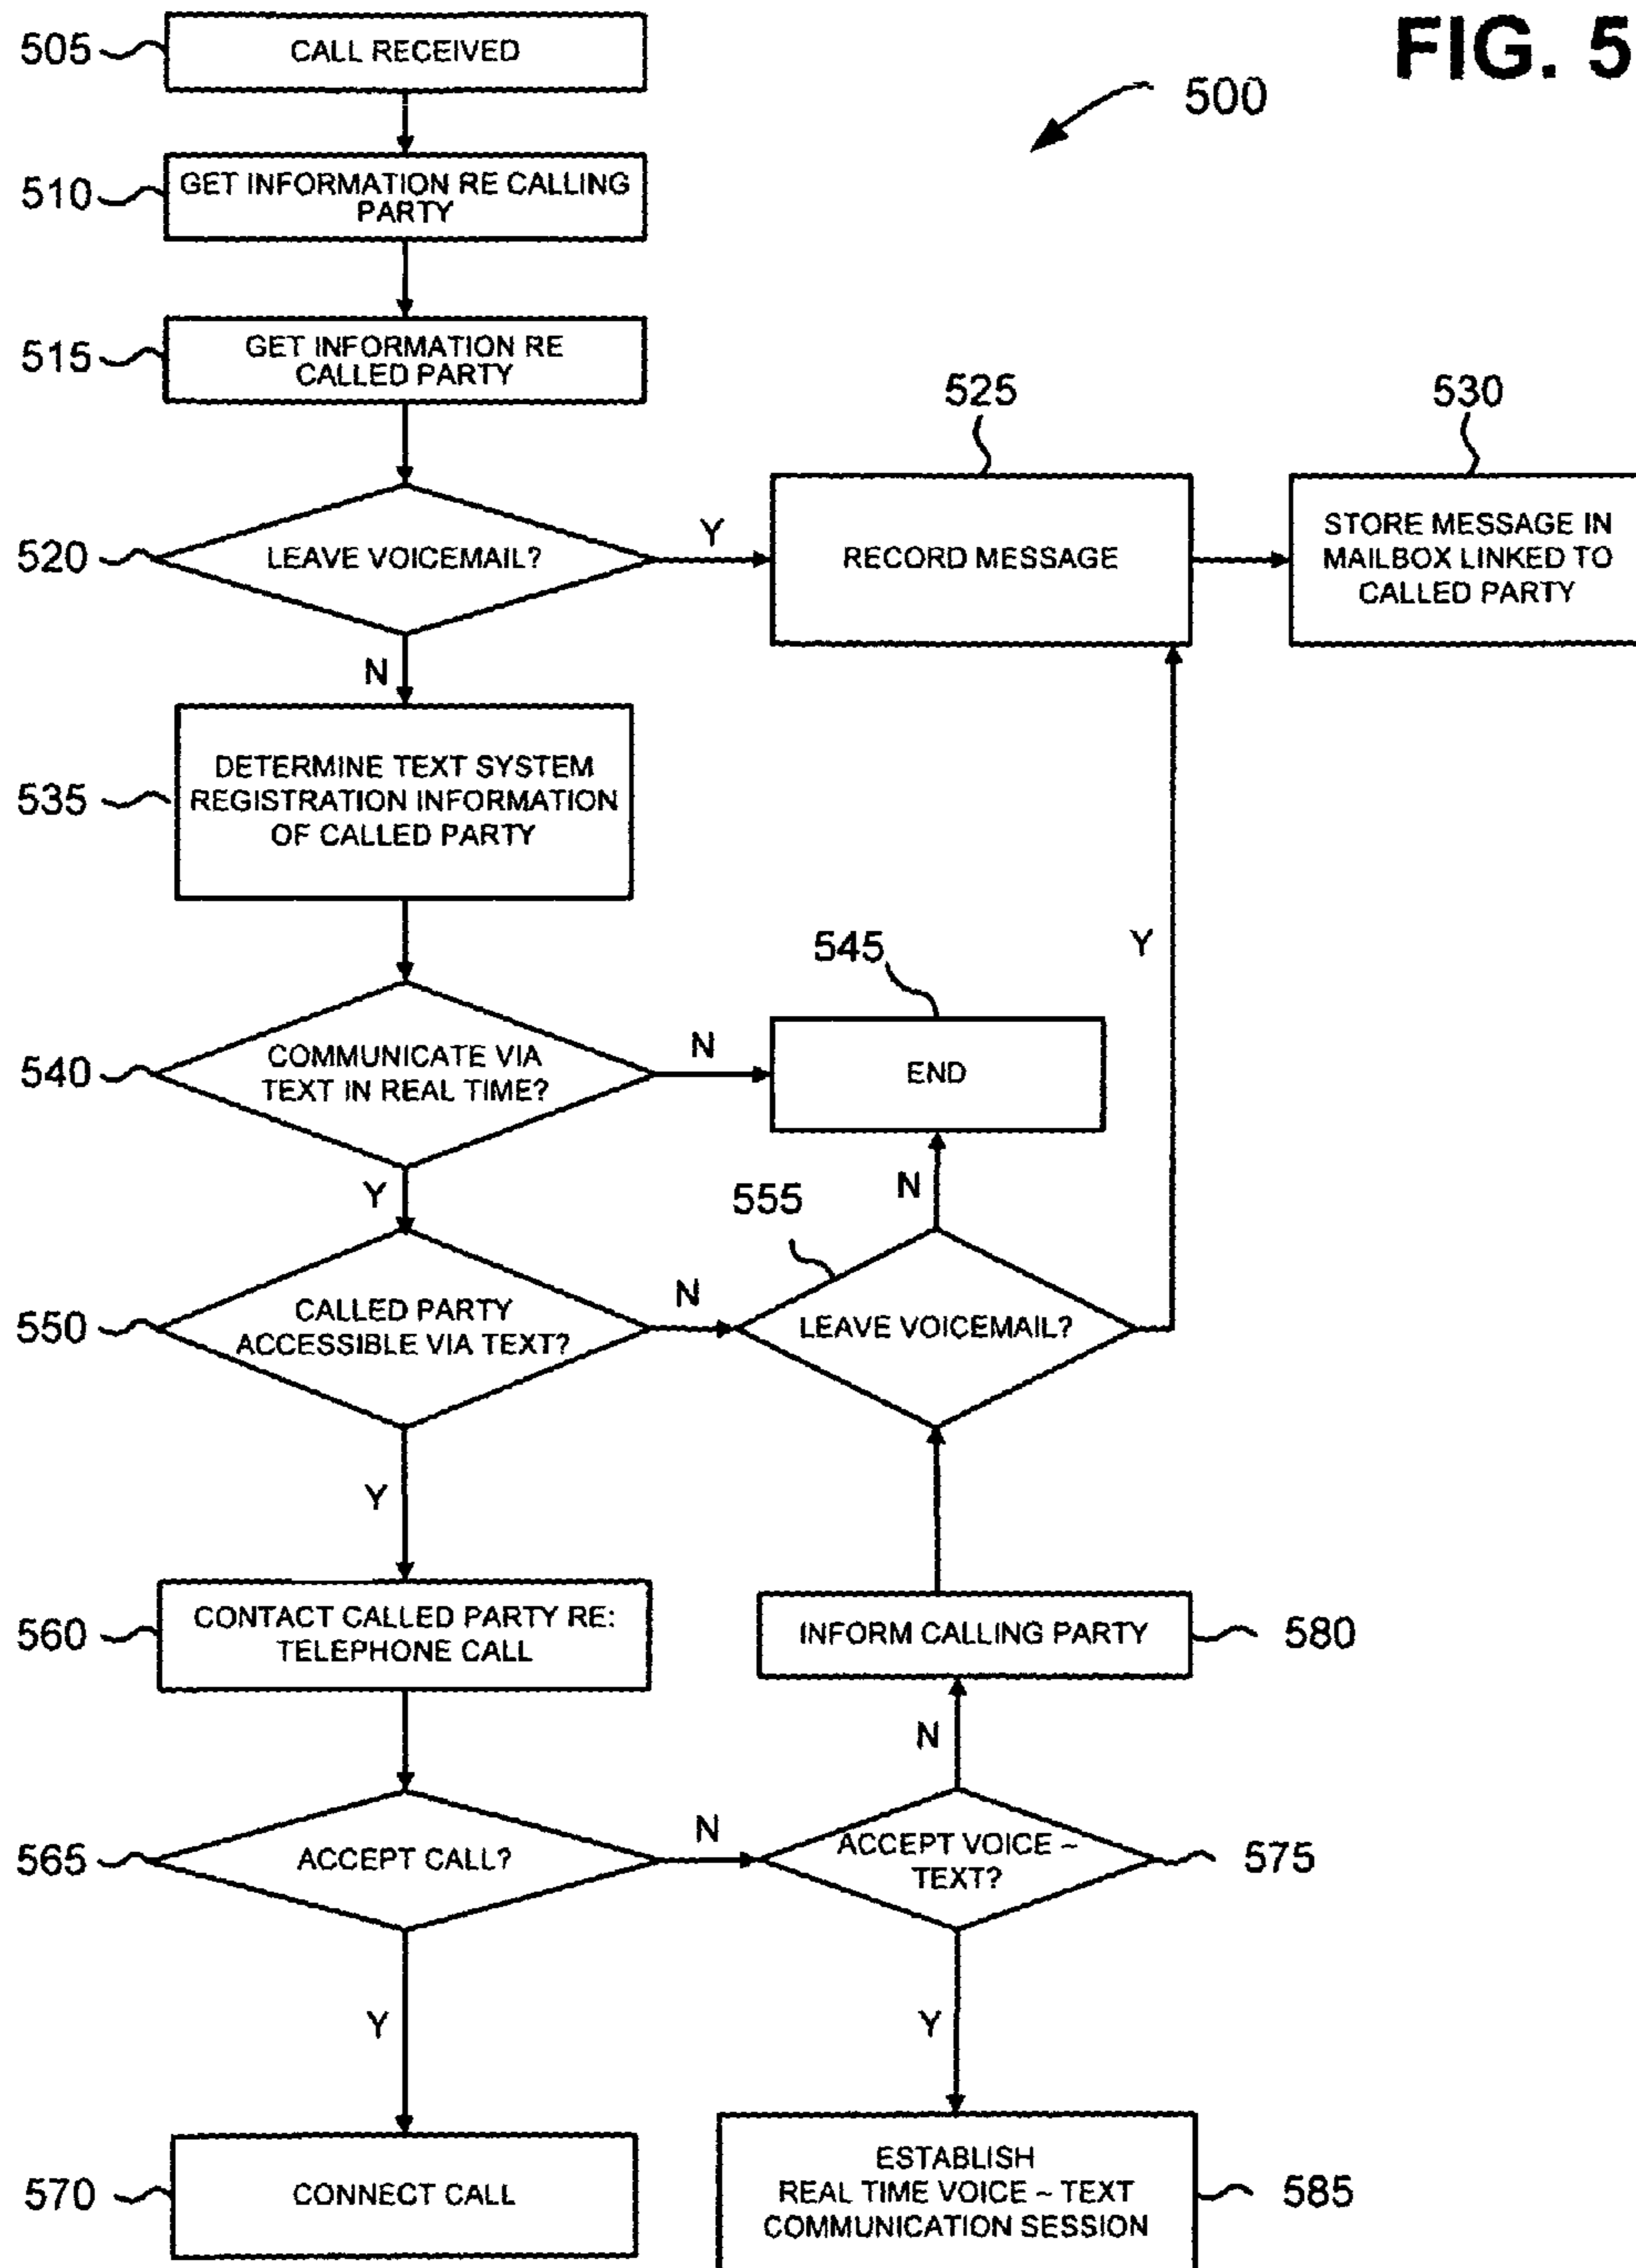 FIG. 5
500
505
CALL RECEIVED
510
GET INFORMATION RE CALLING
PARTY
515
GET INFORMATION RE
CALLED PARTY
520
LEAVE VOICEMAIL?
Y
N
525
RECORD MESSAGE
530
STORE MESSAGE IN
MAILBOX LINKED TO
CALLED PARTY
535
DETERMINE TEXT SYSTEM
REGISTRATION INFORMATION
OF CALLED PARTY
540
COMMUNICATE VIA
TEXT IN REAL TIME?
N
Y
545
END
550
CALLED PARTY
ACCESSIBLE VIA TEXT?
N
Y
555
LEAVE VOICEMAIL?
N
Y
560
CONTACT CALLED PARTY RE:
TELEPHONE CALL
INFORM CALLING PARTY
580
565
ACCEPT CALL?
N
Y
ACCEPT VOICE ~
TEXT?
575
N
Y
570
CONNECT CALL
ESTABLISH
REAL TIME VOICE ~ TEXT
COMMUNICATION SESSION
585